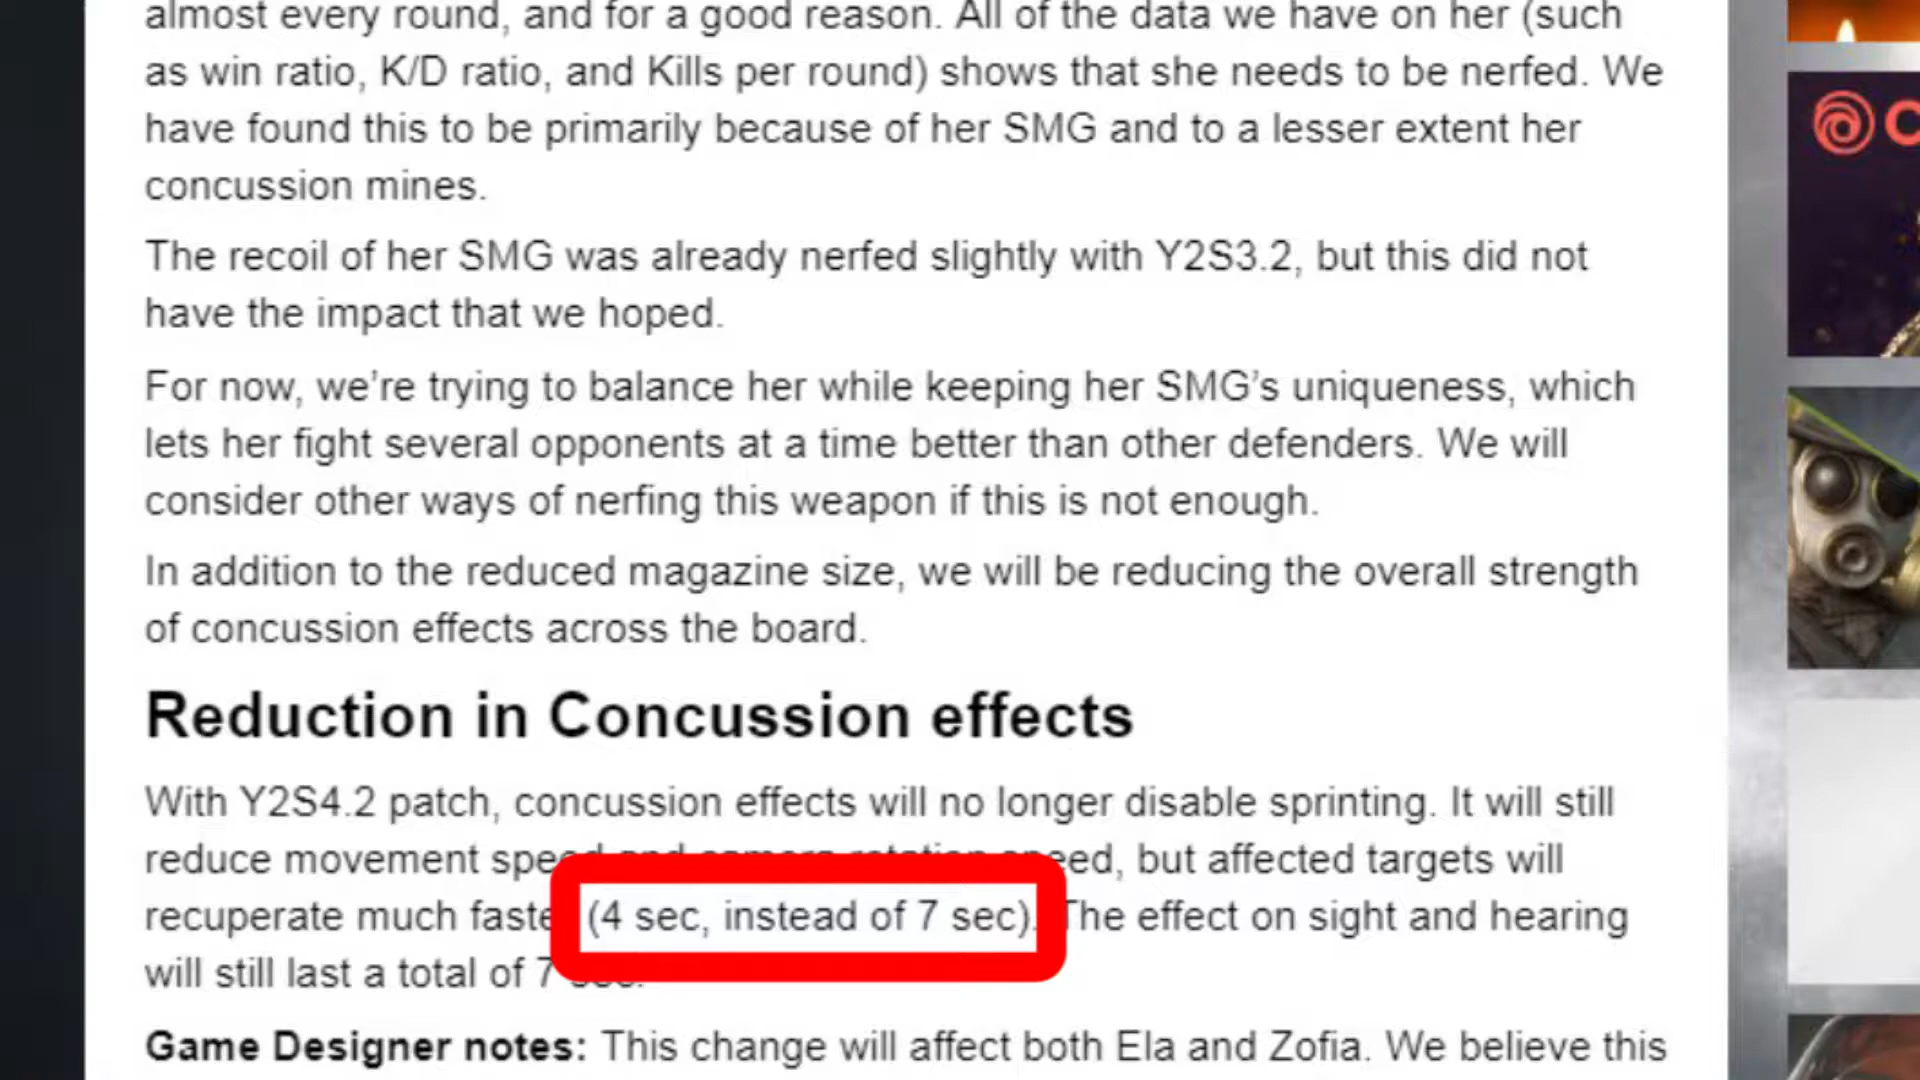 almost every round, and for a good reason. All of the data we have on her (such
as win ratio, K/D ratio, and Kills per round) shows that she needs to be nerfed. We
have found this to be primarily because of her SMG and to a lesser extent her
concussion mines.
The recoil of her SMG was already nerfed slightly with Y2S3.2, but this did not
have the impact that we hoped.
For now, we're trying to balance her while keeping her SMG's uniqueness, which
lets her fight several opponents at a time better than other defenders. We will
consider other ways of nerfing this weapon if this is not enough.
In addition to the reduced magazine size, we will be reducing the overall strength
of concussion effects across the board.
Reduction in Concussion effects
With Y2S4.2 patch, concussion effects will no longer disable sprinting. It will still
reduce movement speed and camera rotation speed, but affected targets will
recuperate much faster (4 sec, instead of 7 sec). The effect on sight and hearing
will still last a total of 7 sec.
Game Designer notes: This change will affect both Ela and Zofia. We believe this